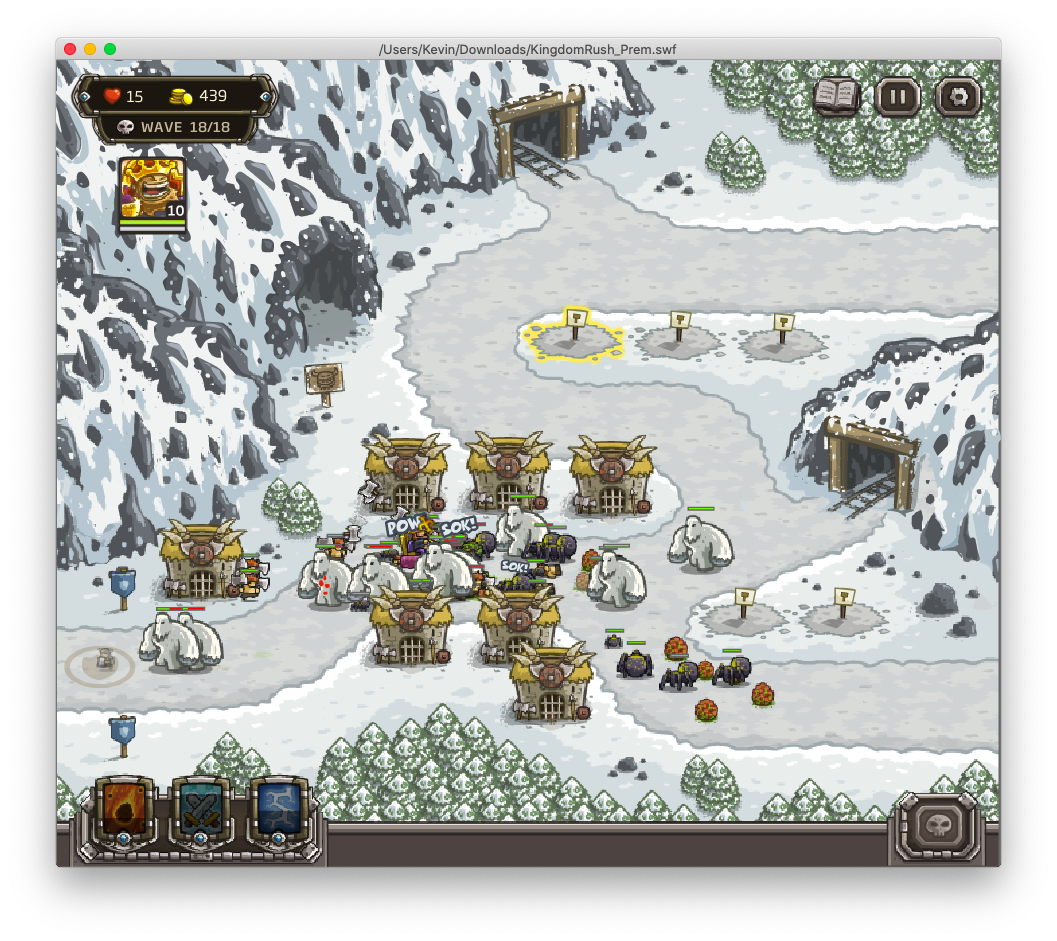 /Users/Kevin/Downloads/KingdomRush_Prem.swf
15 439
WAVE 18/18
10
POW
SOK!
SOK!